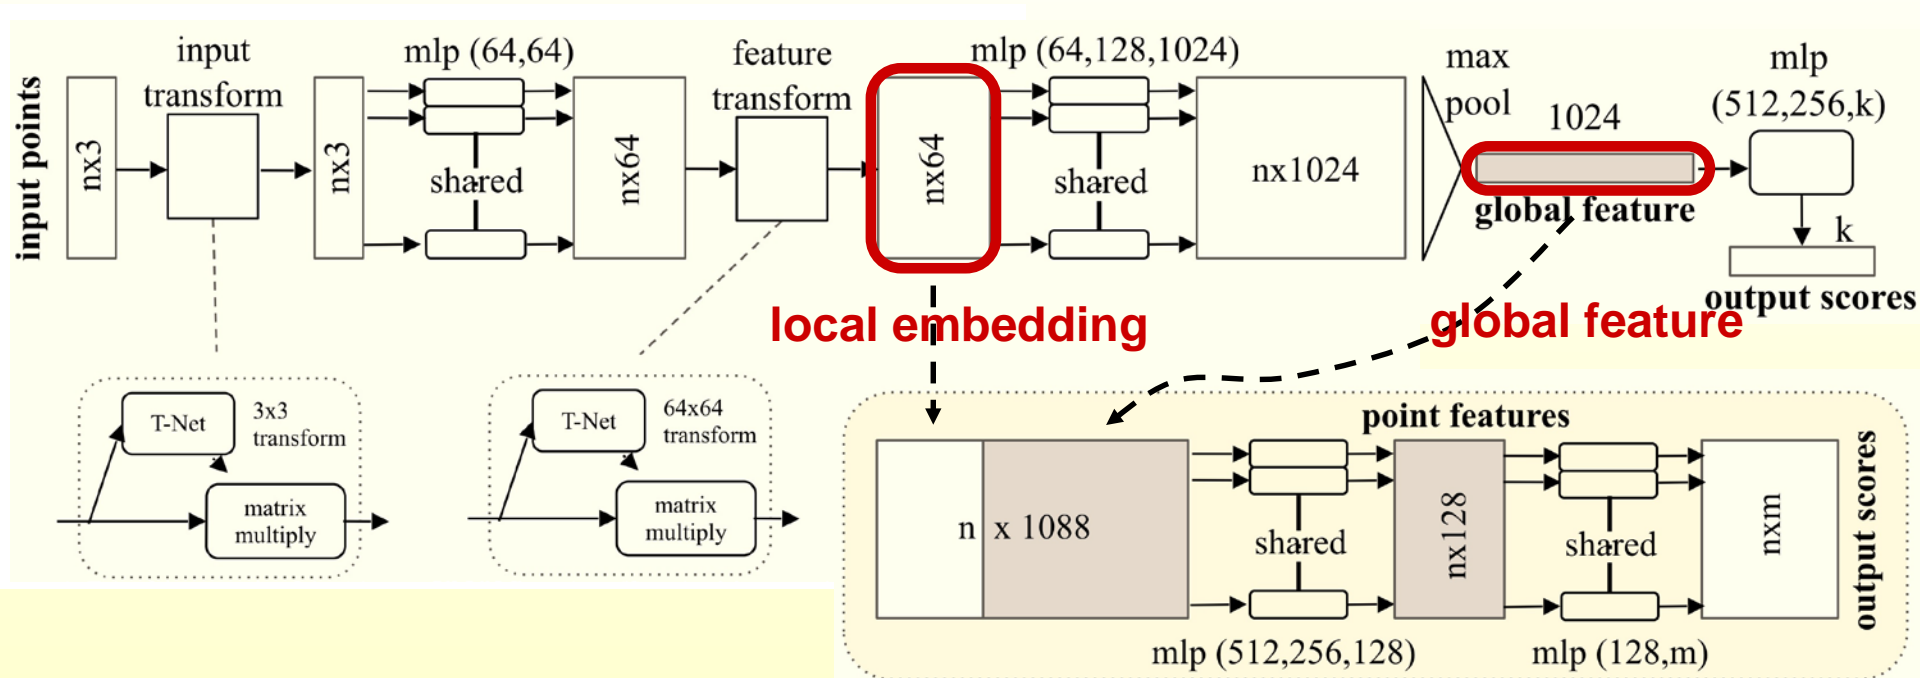 input points
nx3
input
transform
nx3
mlp (64,64)
shared
nx64
feature
transform
nx64
mlp (64,128,1024)
shared
nx1024
max
pool
1024
global feature
mlp
(512,256,k)
k
output scores
local embedding
global feature
T-Net
3x3
transform
matrix
multiply
T-Net
64x64
transform
matrix
multiply
point features
n x 1088
shared
mlp (512,256,128)
nx128
shared
mlp (128,m)
nxm
output scores